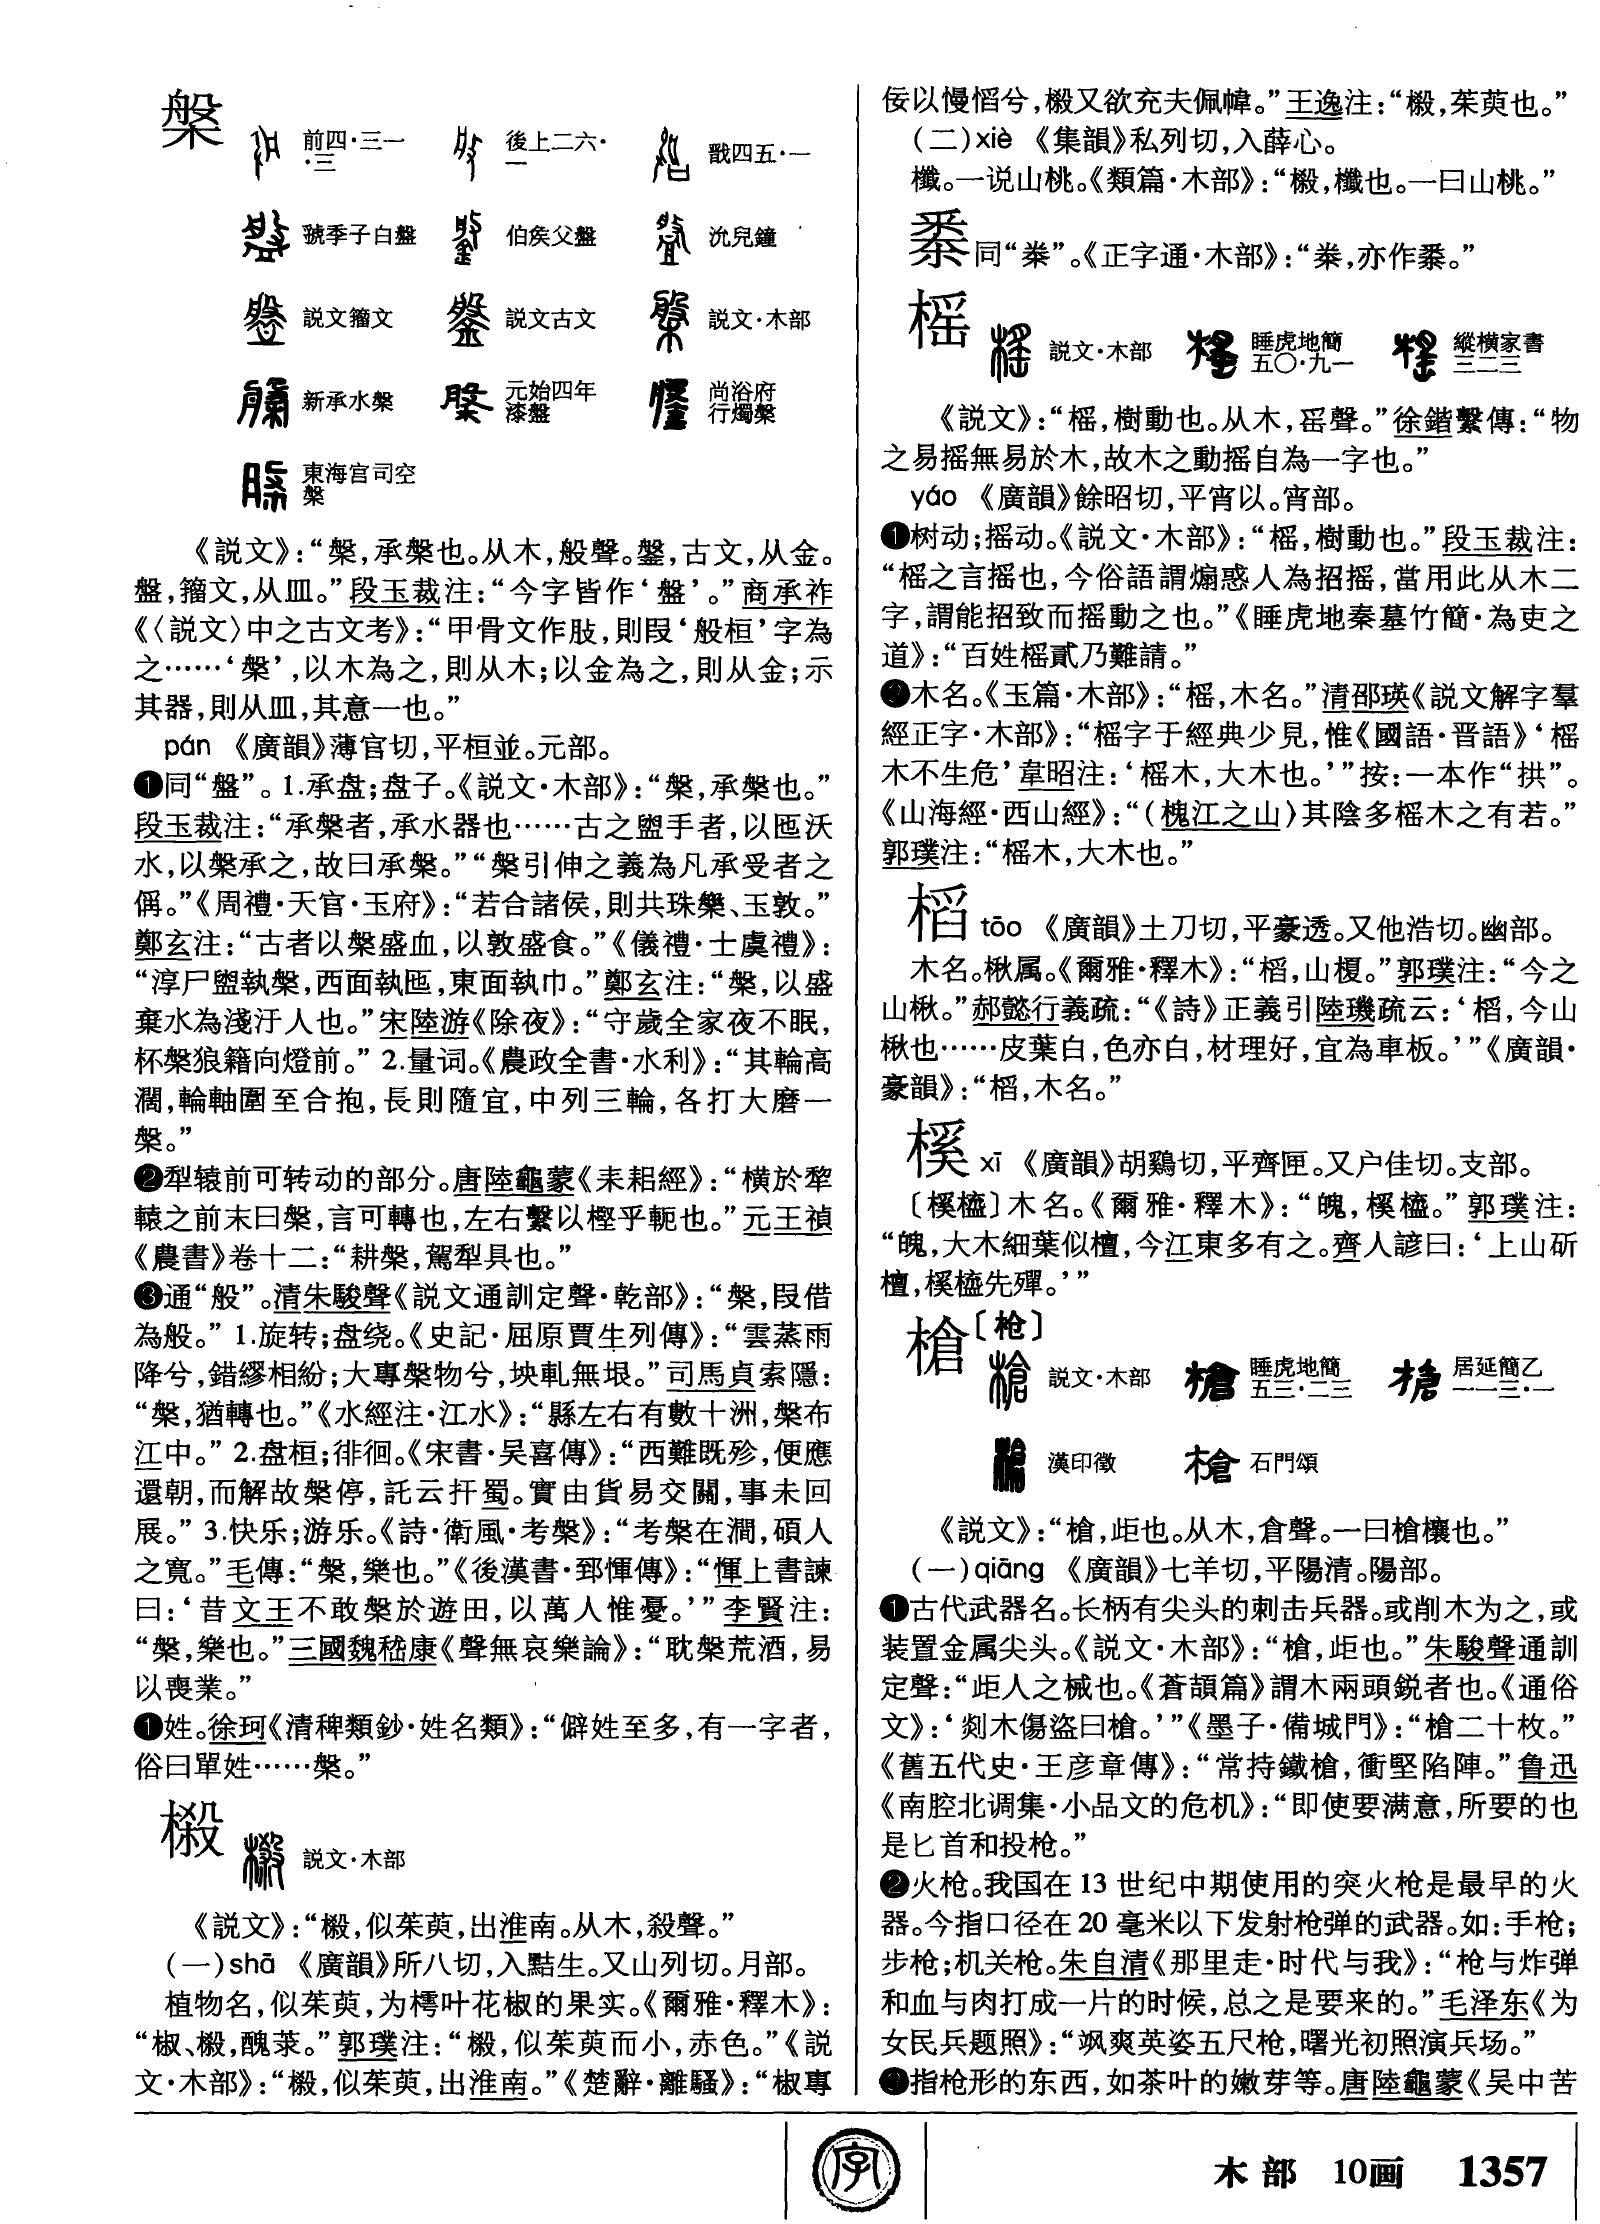 槃
前四·三一·三
後上二六·一
戬四五·一
虢季子白盤
伯矦父盤
沇兒鐘
説文籀文
説文古文
説文·木部
新承水槃
元始四年漆盤
尚浴府行燭槃
東海宫司空槃
《説文》：“槃，承槃也。从木，般聲。鎜，古文，从金。
盤，籀文，从皿。”段玉裁注：“今字皆作‘盤’。”商承祚
《〈説文〉中之古文考》：“甲骨文作㪵，則叚‘般桓’字為
之……‘槃’，以木為之，則从木；以金為之，則从金；示
其器，則从皿，其意一也。”
pán 《廣韻》薄官切，平桓並。元部。
❶同“盤”。1.承盘；盘子。《説文·木部》：“槃，承槃也。”
段玉裁注：“承槃者，承水器也……古之盥手者，以匜沃
水，以槃承之，故曰承槃。”“槃引伸之義為凡承受者之
偁。”《周禮·天官·玉府》：“若合諸侯，則共珠槃、玉敦。”
鄭玄注：“古者以槃盛血，以敦盛食。”《儀禮·士虞禮》：
“淳尸盥執槃，西面執匜，東面執巾。”鄭玄注：“槃，以盛
棄水為淺汙人也。”宋陸游《除夜》：“守歲全家夜不眠，
杯槃狼籍向燈前。” 2.量词。《農政全書·水利》：“其輪高
濶，輪軸圍至合抱，長則隨宜，中列三輪，各打大磨一
槃。”
❷犁辕前可转动的部分。唐陸龜蒙《耒耜經》：“横於犂
轅之前末曰槃，言可轉也，左右繫以樫乎軛也。”元王禎
《農書》卷十二：“耕槃，駕犁具也。”
❸通“般”。清朱駿聲《説文通訓定聲·乾部》：“槃，叚借
為般。” 1.旋转；盘绕。《史記·屈原賈生列傳》：“雲蒸雨
降兮，錯繆相紛；大專槃物兮，坱軋無垠。”司馬貞索隱：
“槃，猶轉也。”《水經注·江水》：“縣左右有數十洲，槃布
江中。” 2.盘桓；徘徊。《宋書·吴喜傳》：“西難既殄，便應
還朝，而解故槃停，託云扞蜀。實由貨易交關，事未回
展。” 3.快乐；游乐。《詩·衛風·考槃》：“考槃在澗，碩人
之寬。”毛傳：“槃，樂也。”《後漢書·郅惲傳》：“惲上書諫
曰：‘昔文王不敢槃於遊田，以萬人惟憂。’”李賢注：
“槃，樂也。”三國魏嵇康《聲無哀樂論》：“耽槃荒酒，易
以喪業。”
❶姓。徐珂《清稗類鈔·姓名類》：“僻姓至多，有一字者，
俗曰單姓……槃。”
樧
説文·木部
《説文》：“樧，似茱萸，出淮南。从木，殺聲。”
（一）shā 《廣韻》所八切，入黠生。又山列切。月部。
植物名，似茱萸，为樗叶花椒的果实。《爾雅·釋木》：
“椒、樧，醜莍。”郭璞注：“樧，似茱萸而小，赤色。”《説
文·木部》：“樧，似茱萸，出淮南。”《楚辭·離騷》：“椒專
佞以慢慆兮，樧又欲充夫佩幃。”王逸注：“樧，茱萸也。”
（二）xiè 《集韻》私列切，入薛心。
櫼。一说山桃。《類篇·木部》：“樧，櫼也。一曰山桃。”
桼
同“桊”。《正字通·木部》：“桊，亦作桼。”
榣
説文·木部
睡虎地簡五〇·九一
縱横家書三二三
《説文》：“榣，樹動也。从木，䍃聲。”徐鍇繫傳：“物
之易摇無易於木，故木之動摇自為一字也。”
yáo 《廣韻》餘昭切，平宵以。宵部。
❶树动；摇动。《説文·木部》：“榣，樹動也。”段玉裁注：
“榣之言摇也，今俗語謂煽惑人為招摇，當用此从木二
字，謂能招致而摇動之也。”《睡虎地秦墓竹簡·為吏之
道》：“百姓榣貳乃難請。”
❷木名。《玉篇·木部》：“榣，木名。”清邵瑛《説文解字羣
經正字·木部》：“榣字于經典少見，惟《國語·晋語》‘榣
木不生危’韋昭注：‘榣木，大木也。’”按：一本作“拱”。
《山海經·西山經》：“（槐江之山）其陰多榣木之有若。”
郭璞注：“榣木，大木也。”
槄
tāo 《廣韻》土刀切，平豪透。又他浩切。幽部。
木名。楸属。《爾雅·釋木》：“槄，山榎。”郭璞注：“今之
山楸。”郝懿行義疏：“《詩》正義引陸璣疏云：‘槄，今山
楸也……皮葉白，色亦白，材理好，宜為車板。’”《廣韻·
豪韻》：“槄，木名。”
榽
xī 《廣韻》胡鷄切，平齊匣。又户佳切。支部。
〔榽橀〕木名。《爾雅·釋木》：“魄，榽橀。”郭璞注：
“魄，大木細葉似檀，今江東多有之。齊人諺曰：‘上山斫
檀，榽橀先殫。’”
槍〔枪〕
説文·木部
睡虎地簡五三·二三
居延簡乙一一三·一
漢印徵
石門頌
《説文》：“槍，歫也。从木，倉聲。一曰槍欀也。”
（一）qiāng 《廣韻》七羊切，平陽清。陽部。
❶古代武器名。长柄有尖头的刺击兵器。或削木为之，或
装置金属尖头。《説文·木部》：“槍，歫也。”朱駿聲通訓
定聲：“歫人之械也。《蒼頡篇》謂木兩頭鋭者也。《通俗
文》：‘剡木傷盗曰槍。’”《墨子·備城門》：“槍二十枚。”
《舊五代史·王彦章傳》：“常持鐵槍，衝堅陷陣。”鲁迅
《南腔北调集·小品文的危机》：“即使要满意，所要的也
是匕首和投枪。”
❷火枪。我国在 13 世纪中期使用的突火枪是最早的火
器。今指口径在 20 毫米以下发射枪弹的武器。如：手枪；
步枪；机关枪。朱自清《那里走·时代与我》：“枪与炸弹
和血与肉打成一片的时候，总之是要来的。”毛泽东《为
女民兵题照》：“飒爽英姿五尺枪，曙光初照演兵场。”
❸指枪形的东西，如茶叶的嫩芽等。唐陸龜蒙《吴中苦
字
木部 10画 1357